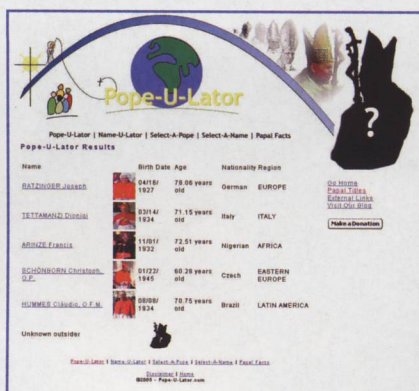 Pope-U-Lator
Pope-U-Lator | Name-U-Lator | Select-A-Pope | Select-A-Name | Papal Facts
Pope-U-Lator Results
Name Birth Date Age Nationality Region
RATZINGER Joseph 04/16/1927 78.06 years old German EUROPE
TETTAMANZI Dionigi 03/14/1934 71.15 years old Italy ITALY
ARINZE Francis 11/01/1932 72.51 years old Nigerian AFRICA
SCHÖNBORN Christoph, O.P. 01/22/1945 60.28 years old Czech EASTERN EUROPE
HUMMES Cláudio, O.F.M. 08/08/1934 70.75 years old Brazil LATIN AMERICA
Unknown outsider
?
Go Home
Papal Titles
External Links
Visit Our Blog
Make a Donation
Pope-U-Lator | Name-U-Lator | Select-A-Pope | Select-A-Name | Papal Facts
Disclaimer | Home
©2005 - Pope-U-Lator.com